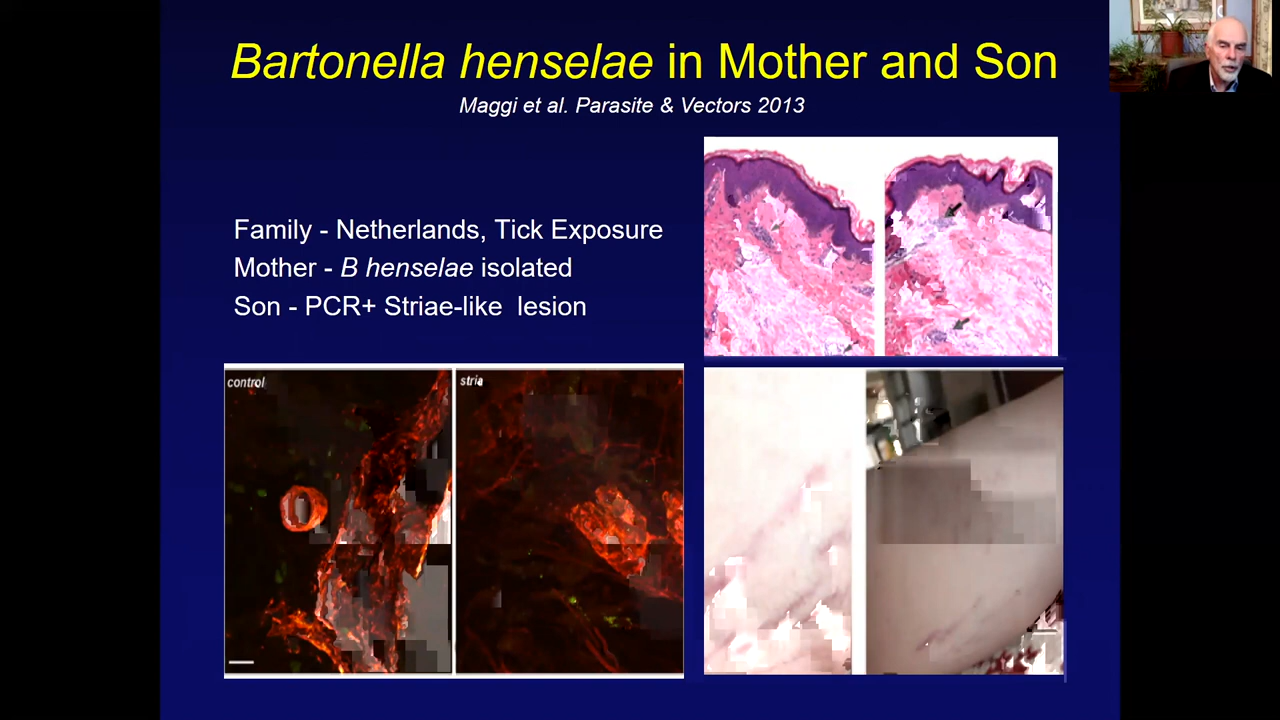 Bartonella henselae in Mother and Son
Maggi et al. Parasite & Vectors 2013
Family - Netherlands, Tick Exposure
Mother - B henselae isolated
Son - PCR+ Striae-like lesion
control
stria